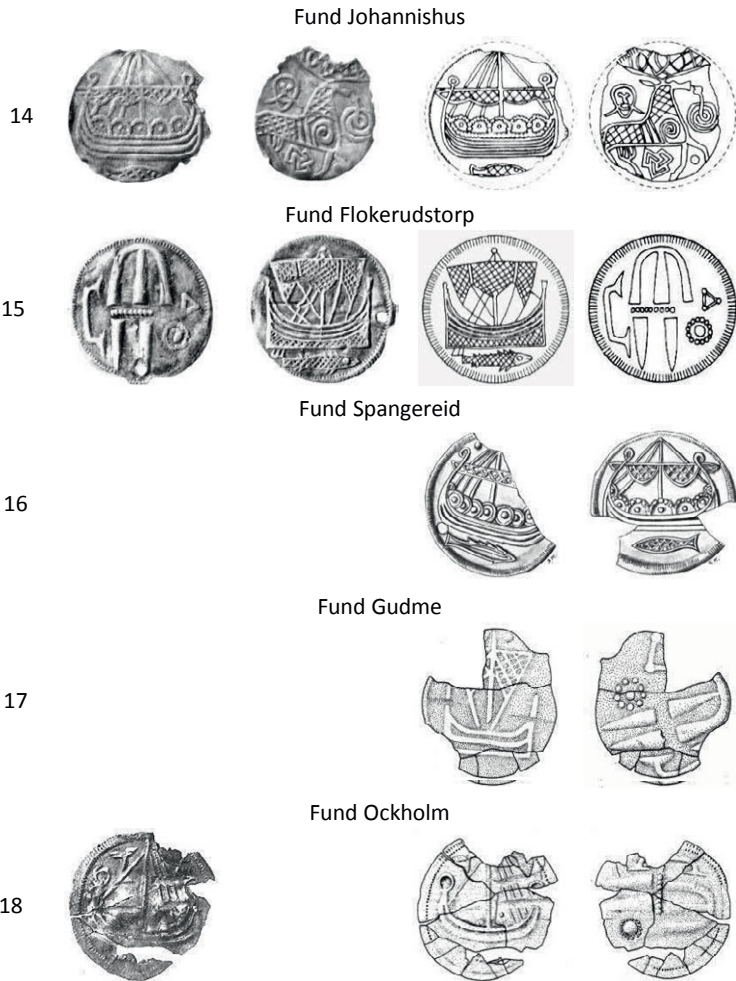 Fund Johannishus
14
Fund Flokerudstorp
15
Fund Spangereid
16
Fund Gudme
17
Fund Ockholm
18